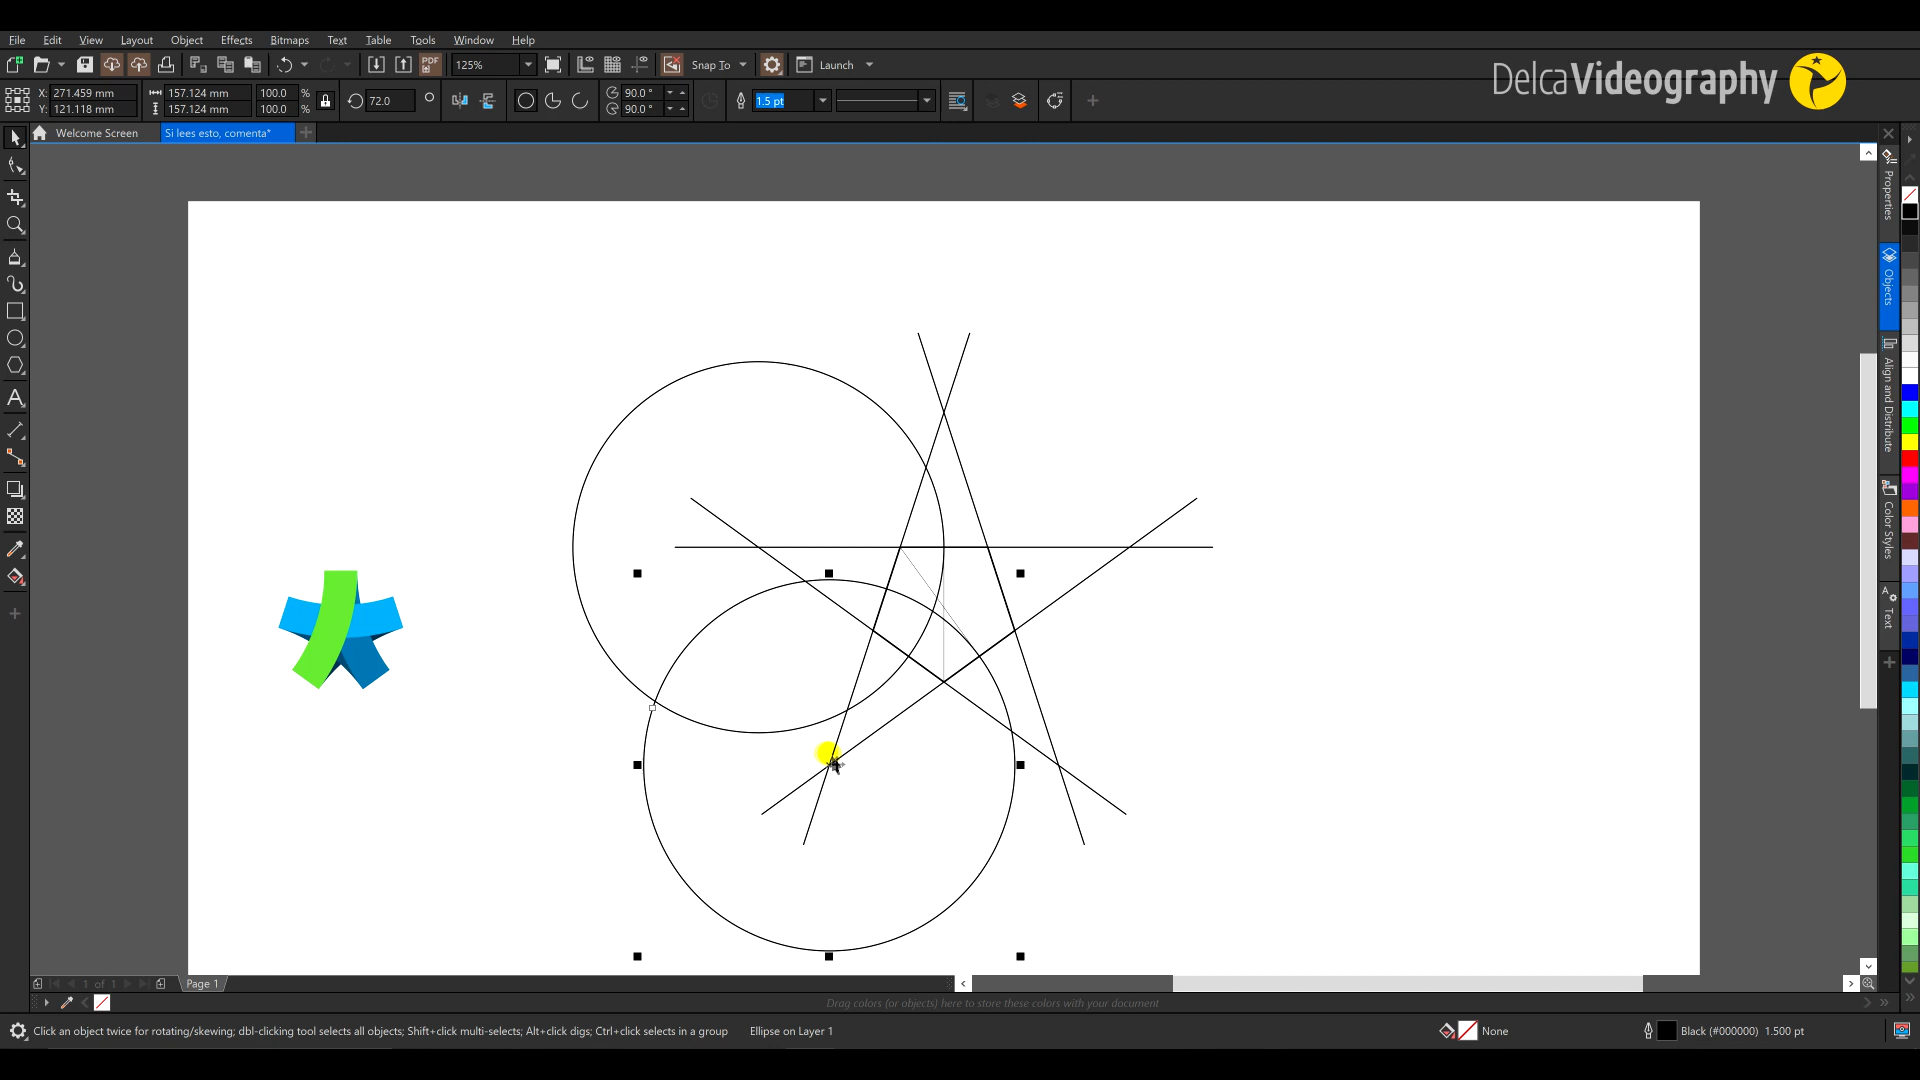 File Edit View Layout Object Effects Bitmaps Text Table Tools Window Help
PDF 125% Snap To Launch
DelcaVideography
X: 271.459 mm 157.124 mm 100.0 % 72.0 90.0 ° 1.5 pt
Y: 121.118 mm 157.124 mm 100.0 % 90.0 °
Welcome Screen Si lees esto, comenta*
Properties
Objects
Align and Distribute
Color Styles
Text
1 of 1 Page 1
Drag colors (or objects) here to store these colors with your document
Click an object twice for rotating/skewing; dbl-clicking tool selects all objects; Shift+click multi-selects; Alt+click digs; Ctrl+click selects in a group Ellipse on Layer 1 None Black (#000000) 1.500 pt